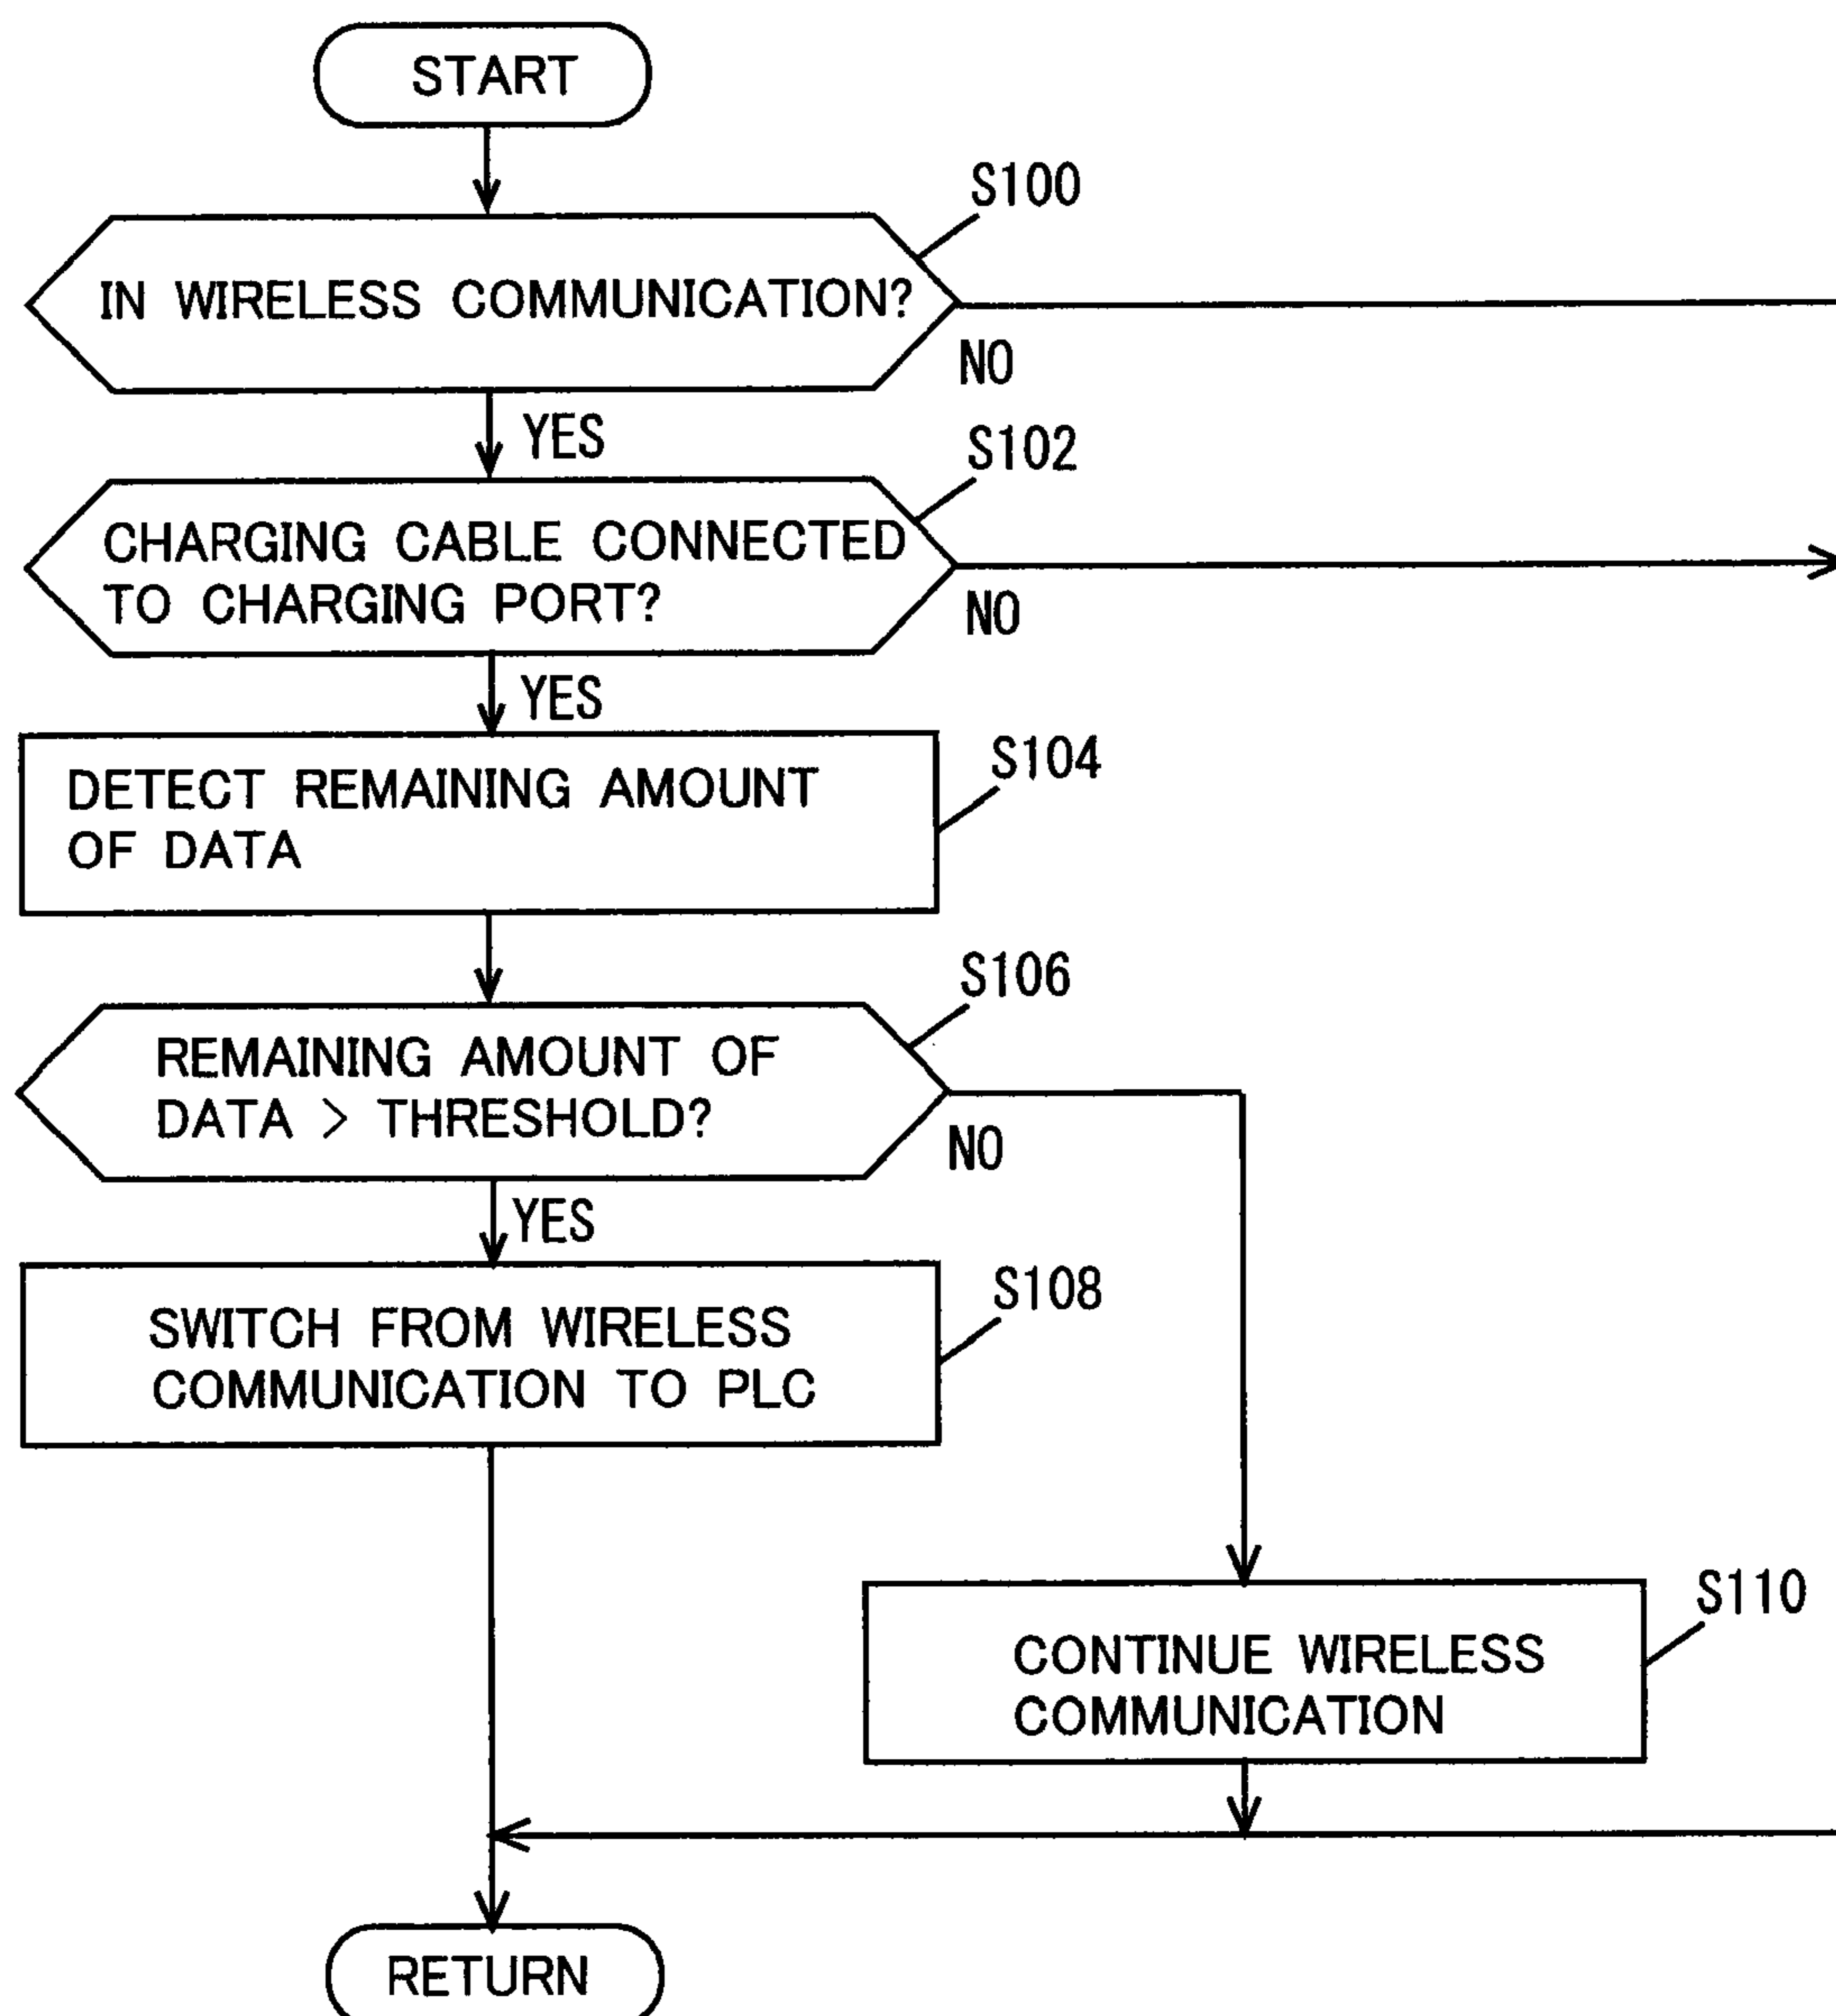 START
S100
IN WIRELESS COMMUNICATION?
NO
YES
S102
CHARGING CABLE CONNECTED
TO CHARGING PORT?
NO
YES
S104
DETECT REMAINING AMOUNT
OF DATA
S106
REMAINING AMOUNT OF
DATA > THRESHOLD?
NO
YES
S108
SWITCH FROM WIRELESS
COMMUNICATION TO PLC
S110
CONTINUE WIRELESS
COMMUNICATION
RETURN